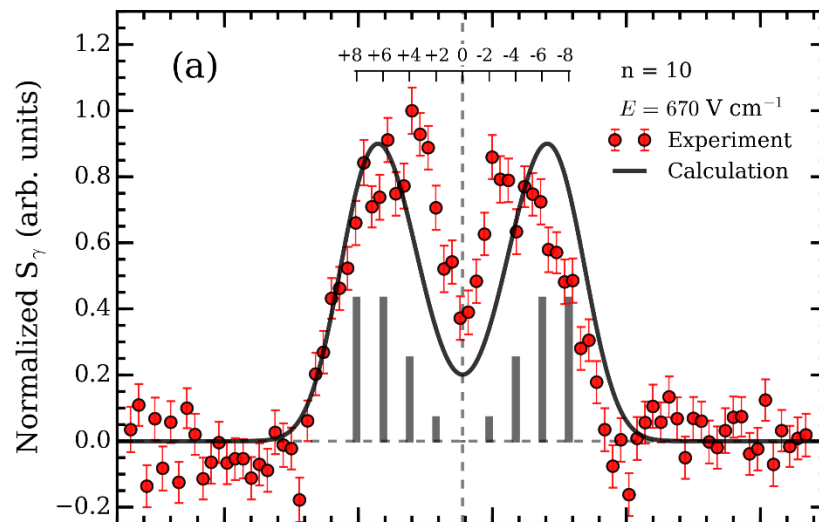 (a)
+8 +6 +4 +2 0 -2 -4 -6 -8
n = 10
E = 670 V cm⁻¹
Experiment
Calculation
Normalized Sγ (arb. units)
1.2
1.0
0.8
0.6
0.4
0.2
0.0
−0.2